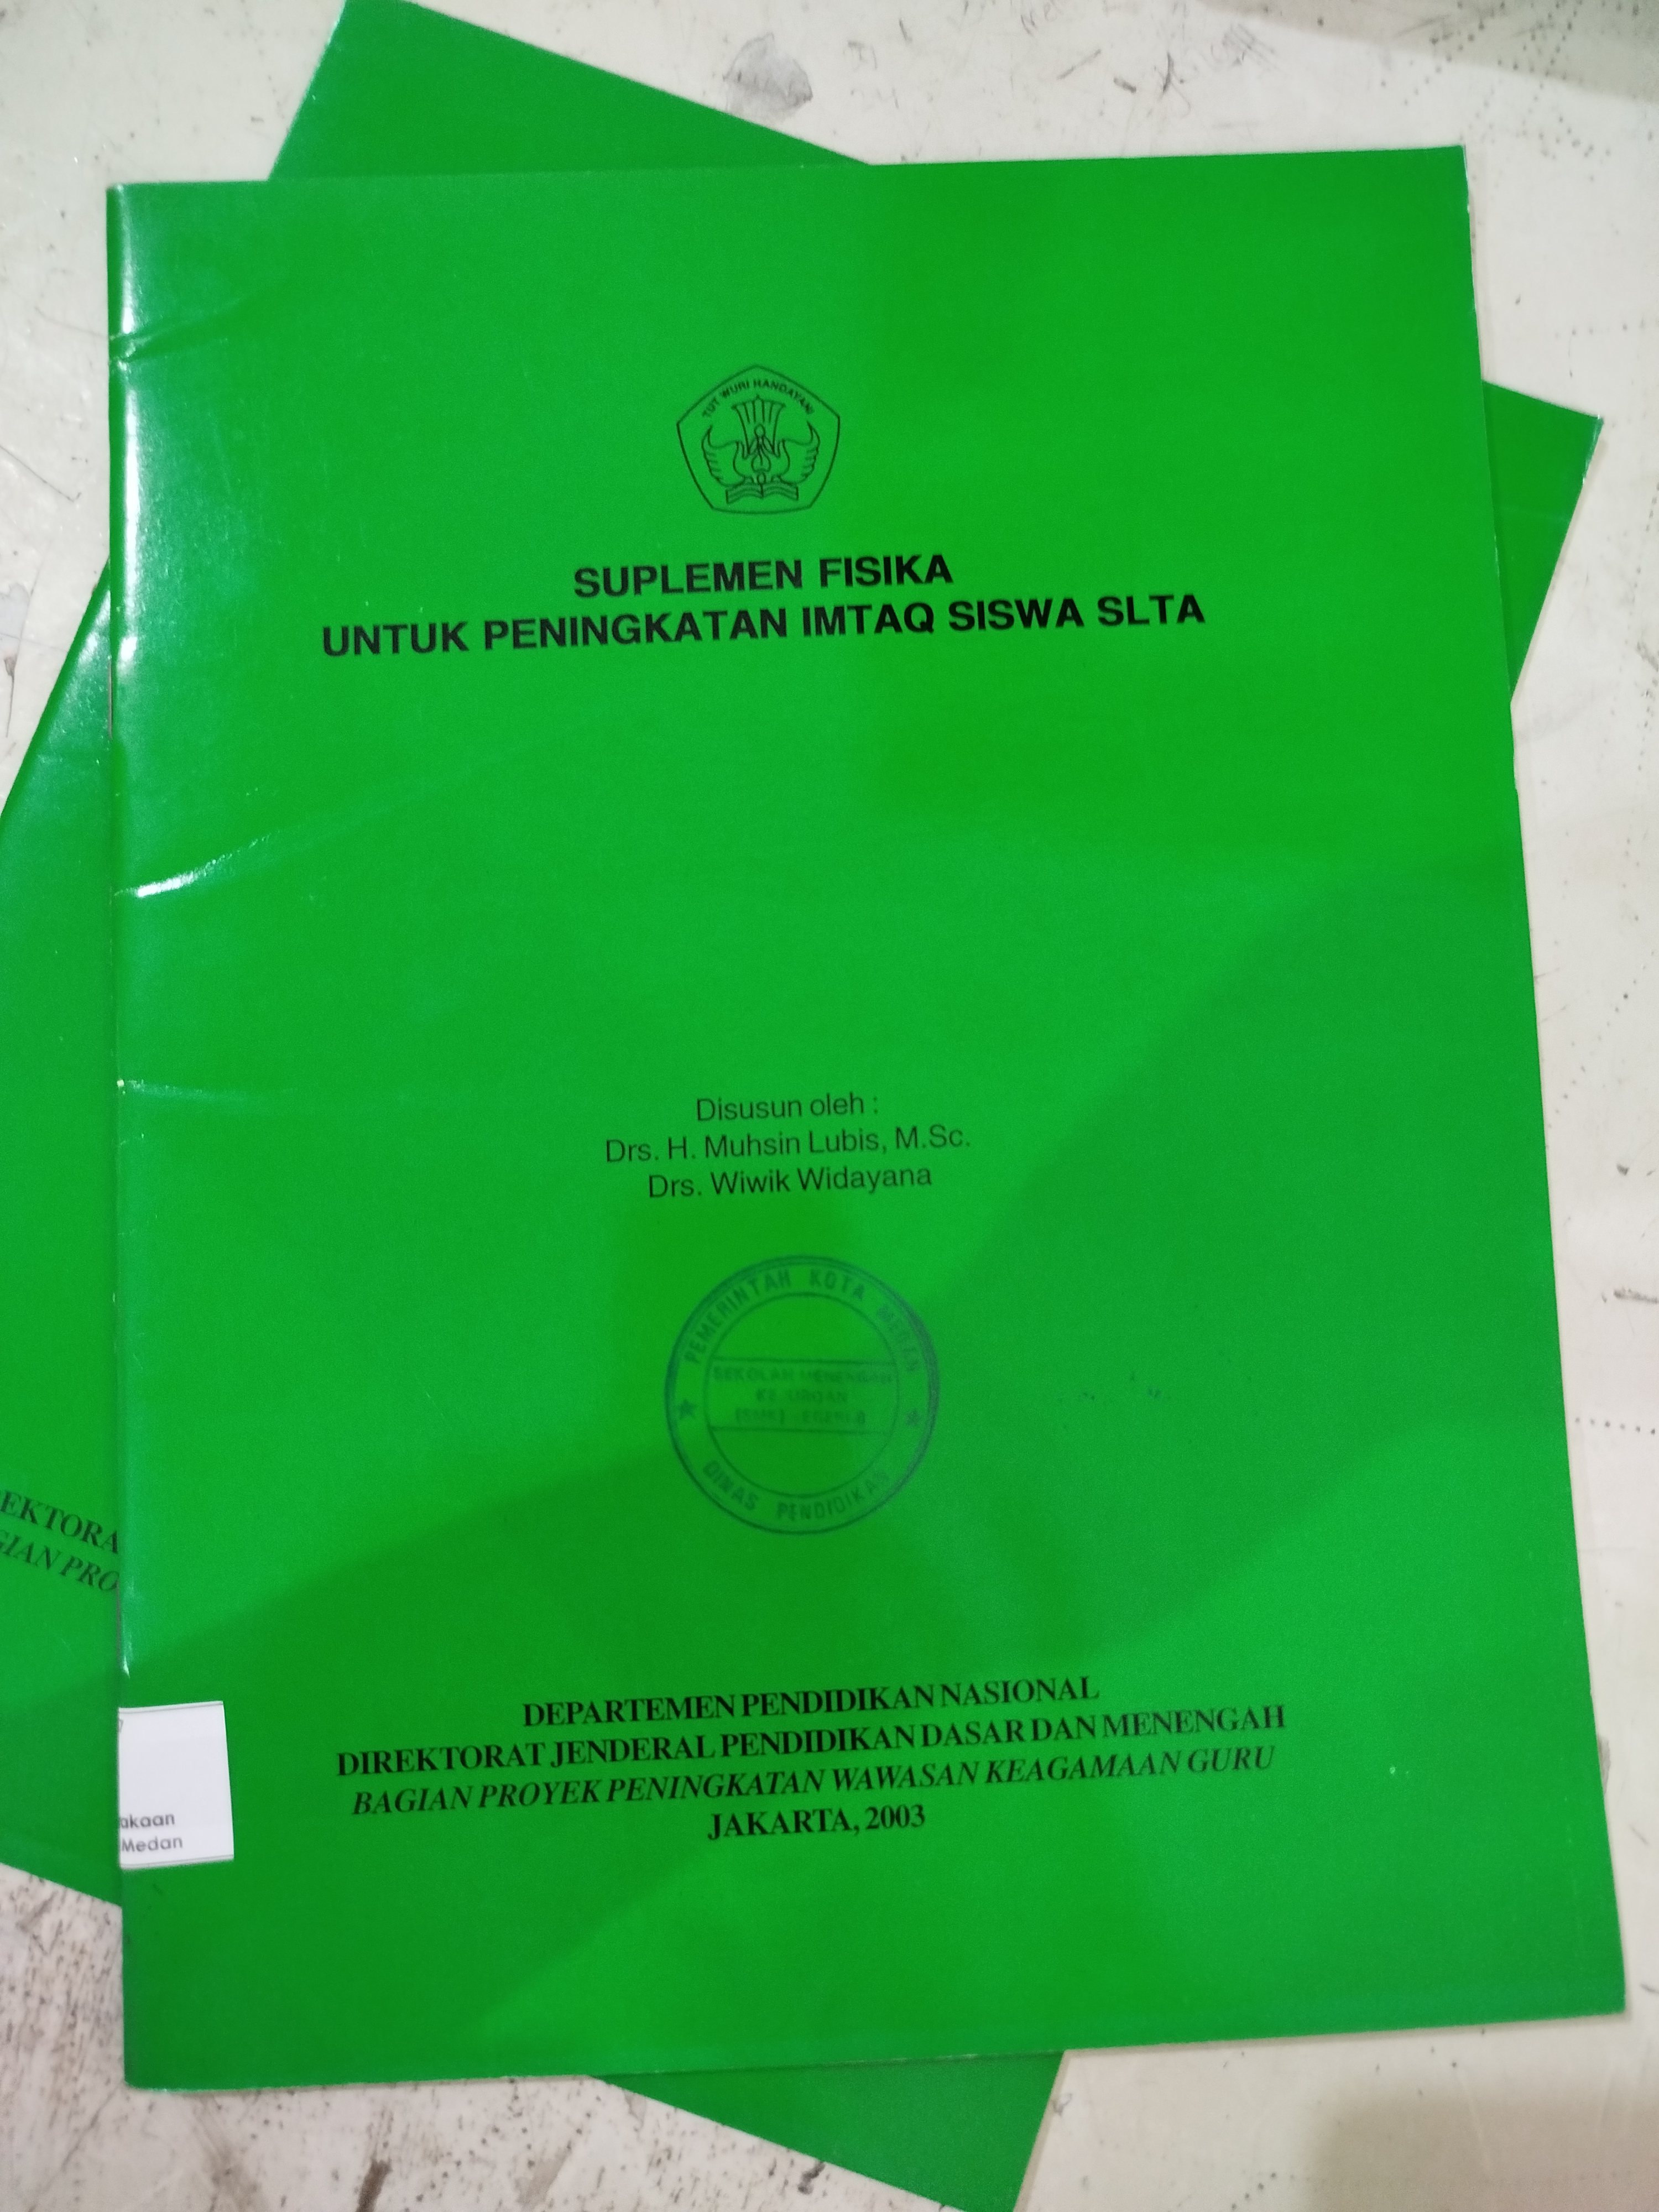 TUT WURI HANDAYANI
SUPLEMEN FISIKA
UNTUK PENINGKATAN IMTAQ SISWA SLTA
Disusun oleh :
Drs. H. Muhsin Lubis, M.Sc.
Drs. Wiwik Widayana
PEMERINTAH KOTA MEDAN
SEKOLAH MENENGAH
DINAS PENDIDIKAN
DEPARTEMEN PENDIDIKAN NASIONAL
DIREKTORAT JENDERAL PENDIDIKAN DASAR DAN MENENGAH
BAGIAN PROYEK PENINGKATAN WAWASAN KEAGAMAAN GURU
JAKARTA, 2003
akaan
Medan
EKTORA
GIAN PRO